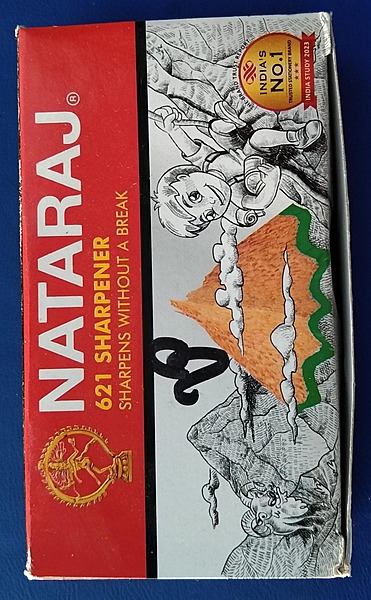 NATARAJ®
621 SHARPENER
SHARPENS WITHOUT A BREAK
INDIA'S
No.1
TRUSTED STATIONERY BRAND
INDIA STUDY 2023